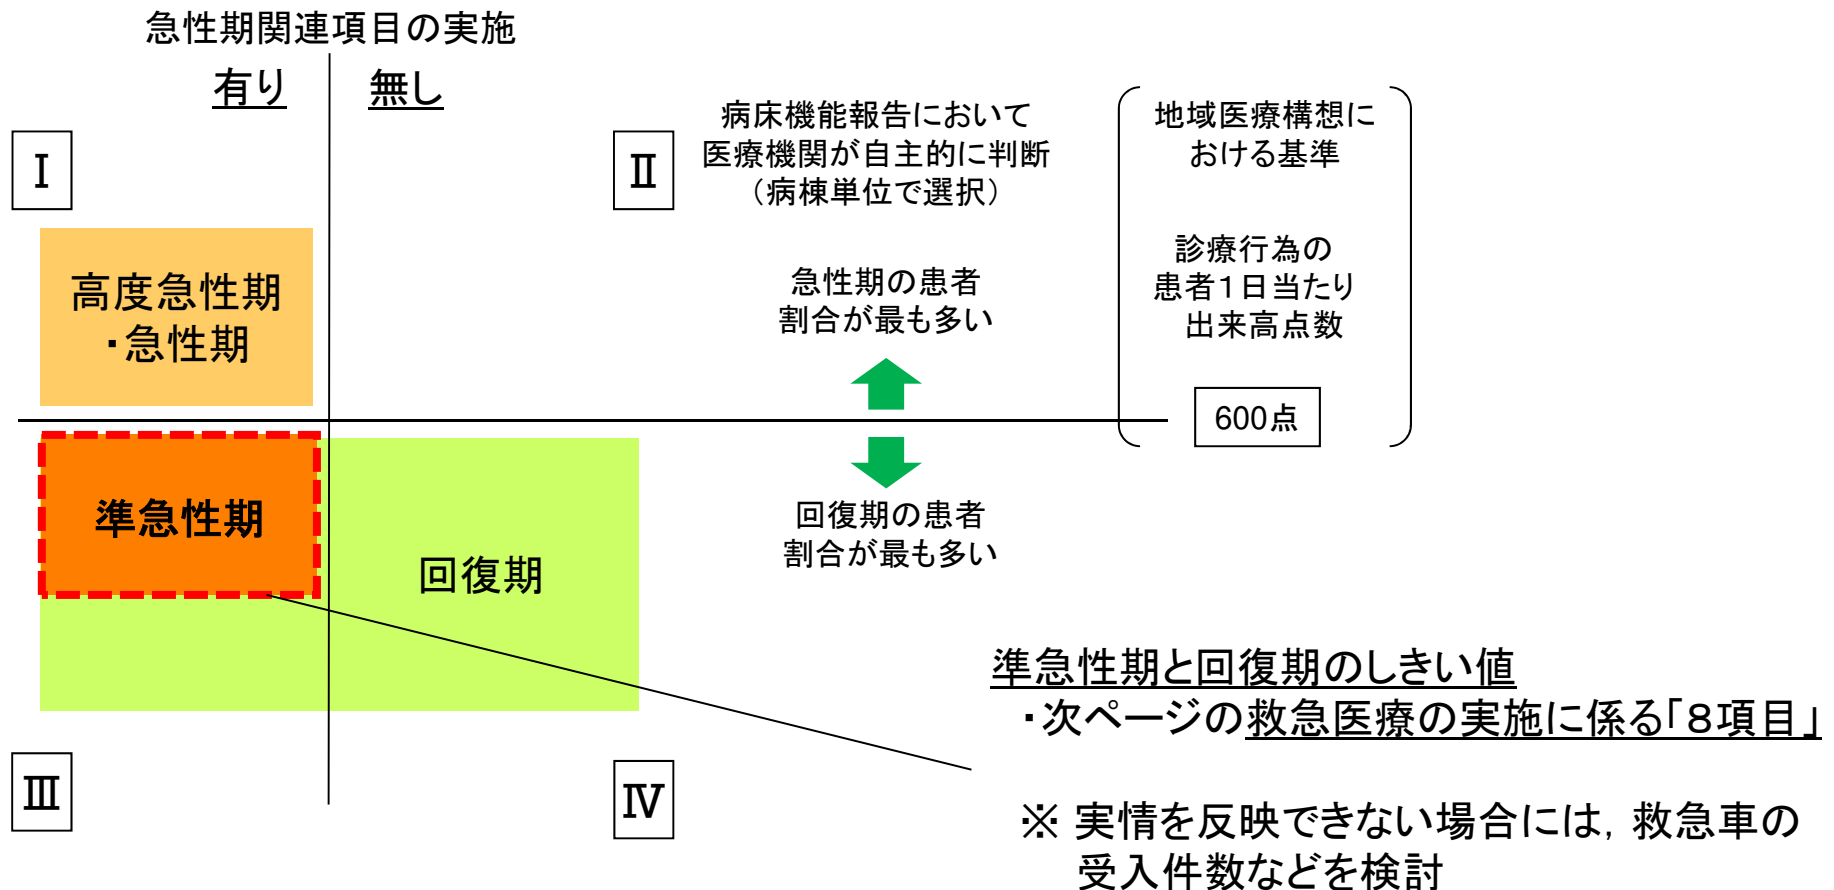 急性期関連項目の実施
有り
無し
Ⅰ
Ⅱ
病床機能報告において
医療機関が自主的に判断
（病棟単位で選択）
地域医療構想に
おける基準
診療行為の
患者１日当たり
出来高点数
600点
高度急性期
・急性期
急性期の患者
割合が最も多い
準急性期
回復期
回復期の患者
割合が最も多い
準急性期と回復期のしきい値
・次ページの救急医療の実施に係る「８項目」
※ 実情を反映できない場合には，救急車の
受入件数などを検討
Ⅲ
Ⅳ